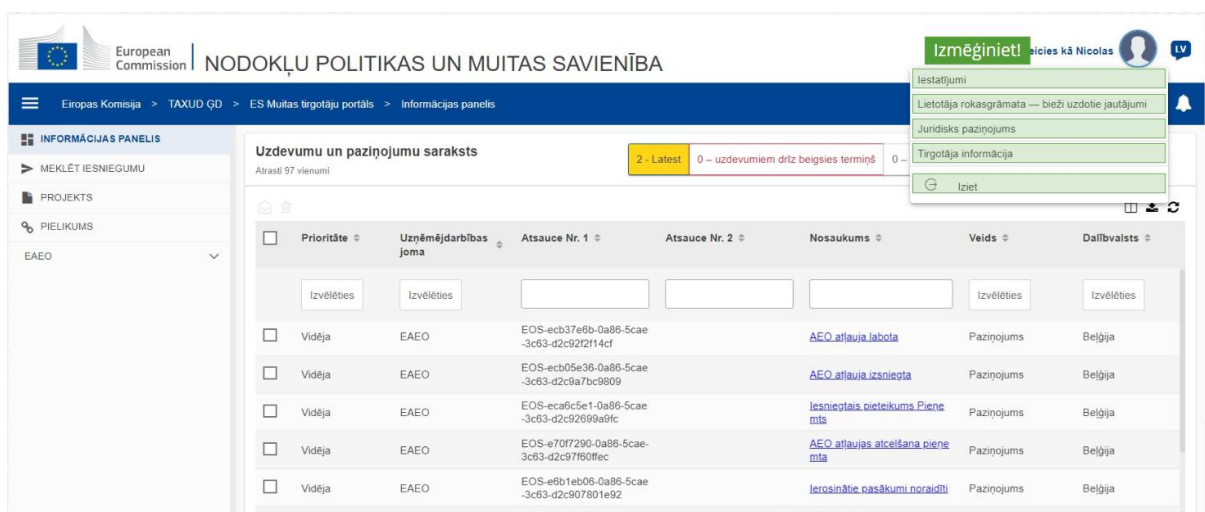 European
Commission
NODOKĻU POLITIKAS UN MUITAS SAVIENĪBA
Izmēģiniet!
eicies kā Nicolas
LV
Eiropas Komisija > TAXUD ĢD > ES Muitas tirgotāju portāls > Informācijas panelis
Iestatījumi
Lietotāja rokasgrāmata — bieži uzdotie jautājumi
Juridisks paziņojums
Tirgotāja informācija
Iziet
INFORMĀCIJAS PANELIS
MEKLĒT IESNIEGUMU
PROJEKTS
PIELIKUMS
EAEO
Uzdevumu un paziņojumu saraksts
Atrasti 97 vienumi
2 - Latest
0 – uzdevumiem drīz beigsies termiņš
0 –
Prioritāte Uzņēmējdarbības joma Atsauce Nr. 1 Atsauce Nr. 2 Nosaukums Veids Dalībvalsts
Izvēlēties Izvēlēties Izvēlēties Izvēlēties
Vidēja EAEO EOS-ecb37e6b-0a86-5cae
-3c63-d2c92f2f14cf AEO atļauja labota Paziņojums Beļģija
Vidēja EAEO EOS-ecb05e36-0a86-5cae
-3c63-d2c9a7bc9809 AEO atļauja izsniegta Paziņojums Beļģija
Vidēja EAEO EOS-eca6c5e1-0a86-5cae
-3c63-d2c92699a9fc Iesniegtais pieteikums Pieņe
mts Paziņojums Beļģija
Vidēja EAEO EOS-e70f7290-0a86-5cae-
3c63-d2c97f60ffec AEO atļaujas atcelšana pieņe
mta Paziņojums Beļģija
Vidēja EAEO EOS-e6b1eb06-0a86-5cae
-3c63-d2c907801e92 Ierosinātie pasākumi noraidīti Paziņojums Beļģija